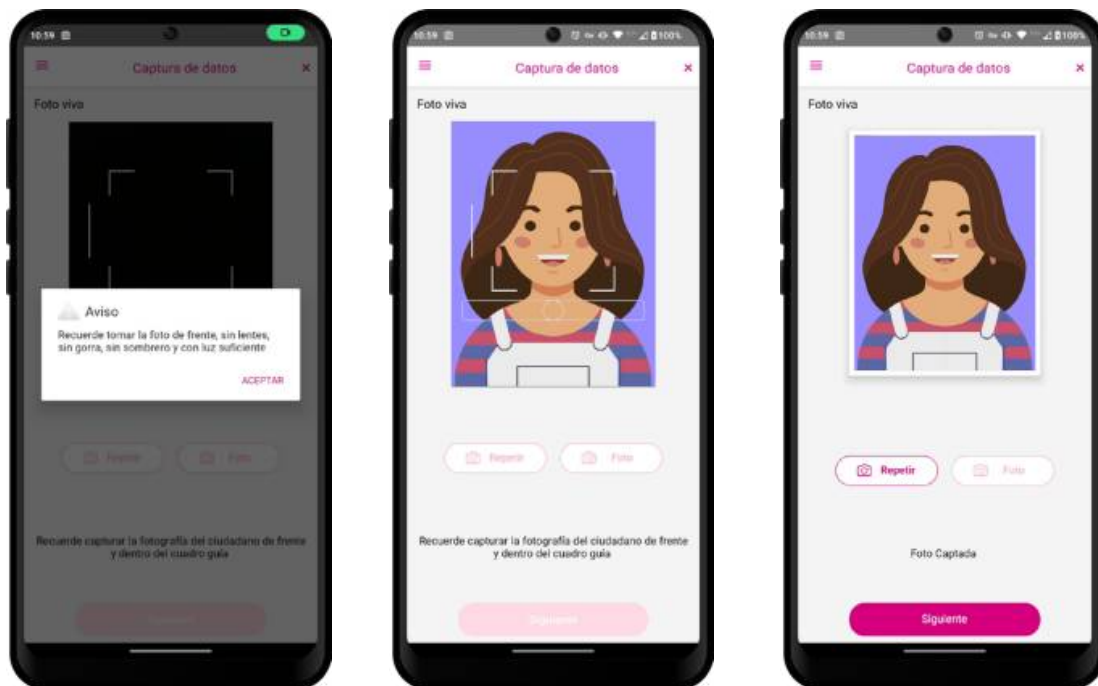 10:59
Captura de datos ×
Foto viva
Aviso
Recuerde tomar la foto de frente, sin lentes,
sin gorra, sin sombrero y con luz suficiente
ACEPTAR
Repetir Foto
Recuerde capturar la fotografía del ciudadano de frente
y dentro del cuadro guía
Siguiente
10:59 100%
Captura de datos ×
Foto viva
Repetir Foto
Recuerde capturar la fotografía del ciudadano de frente
y dentro del cuadro guía
Siguiente
10:59 100%
Captura de datos ×
Foto viva
Repetir Foto
Foto Captada
Siguiente